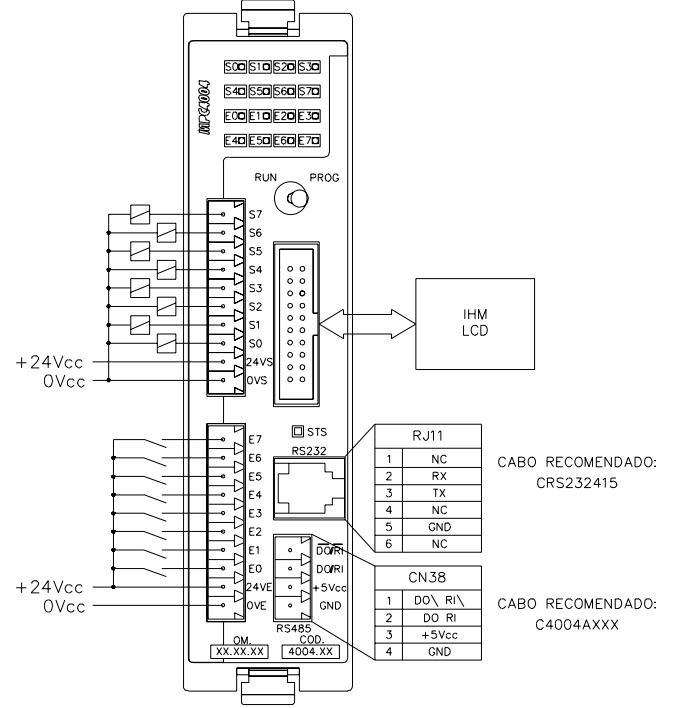 S0 S1 S2 S3
S4 S5 S6 S7
E0 E1 E2 E3
E4 E5 E6 E7
MPC4004
RUN PROG
S7
S6
S5
S4
S3
S2
S1
S0
24VS
0VS
+24Vcc
0Vcc
IHM
LCD
STS
RS232
E7
E6
E5
E4
E3
E2
E1
E0
24VE
0VE
+24Vcc
0Vcc
RJ11
1 NC
2 RX
3 TX
4 NC
5 GND
6 NC
CABO RECOMENDADO:
CRS232415
DO/RI
DO/RI
+5Vcc
GND
RS485
CN38
1 DO\ RI\
2 DO RI
3 +5Vcc
4 GND
CABO RECOMENDADO:
C4004AXXX
OM. COD.
XX.XX.XX 4004.XX